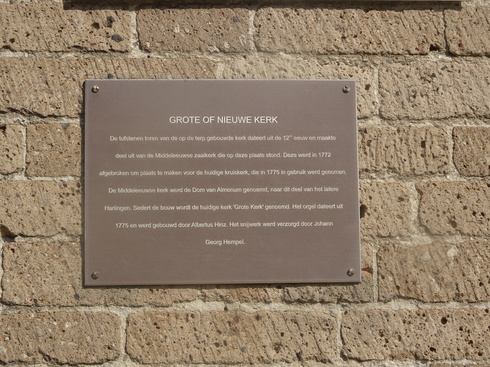 GROTE OF NIEUWE KERK
De tufstenen toren van de op de terp gebouwde kerk dateert uit de 12e eeuw en maakte
deel uit van de Middeleeuwse zaalkerk die op deze plaats stond. Deze werd in 1772
afgebroken om plaats te maken voor de huidige kruiskerk, die in 1775 in gebruik werd genomen.
De Middeleeuwse kerk werd de Dom van Almenum genoemd, naar dit deel van het latere
Harlingen. Sedert de bouw wordt de huidige kerk 'Grote Kerk' genoemd. Het orgel dateert uit
1775 en werd gebouwd door Albertus Hinsz. Het snijwerk werd verzorgd door Johann
Georg Hempel.